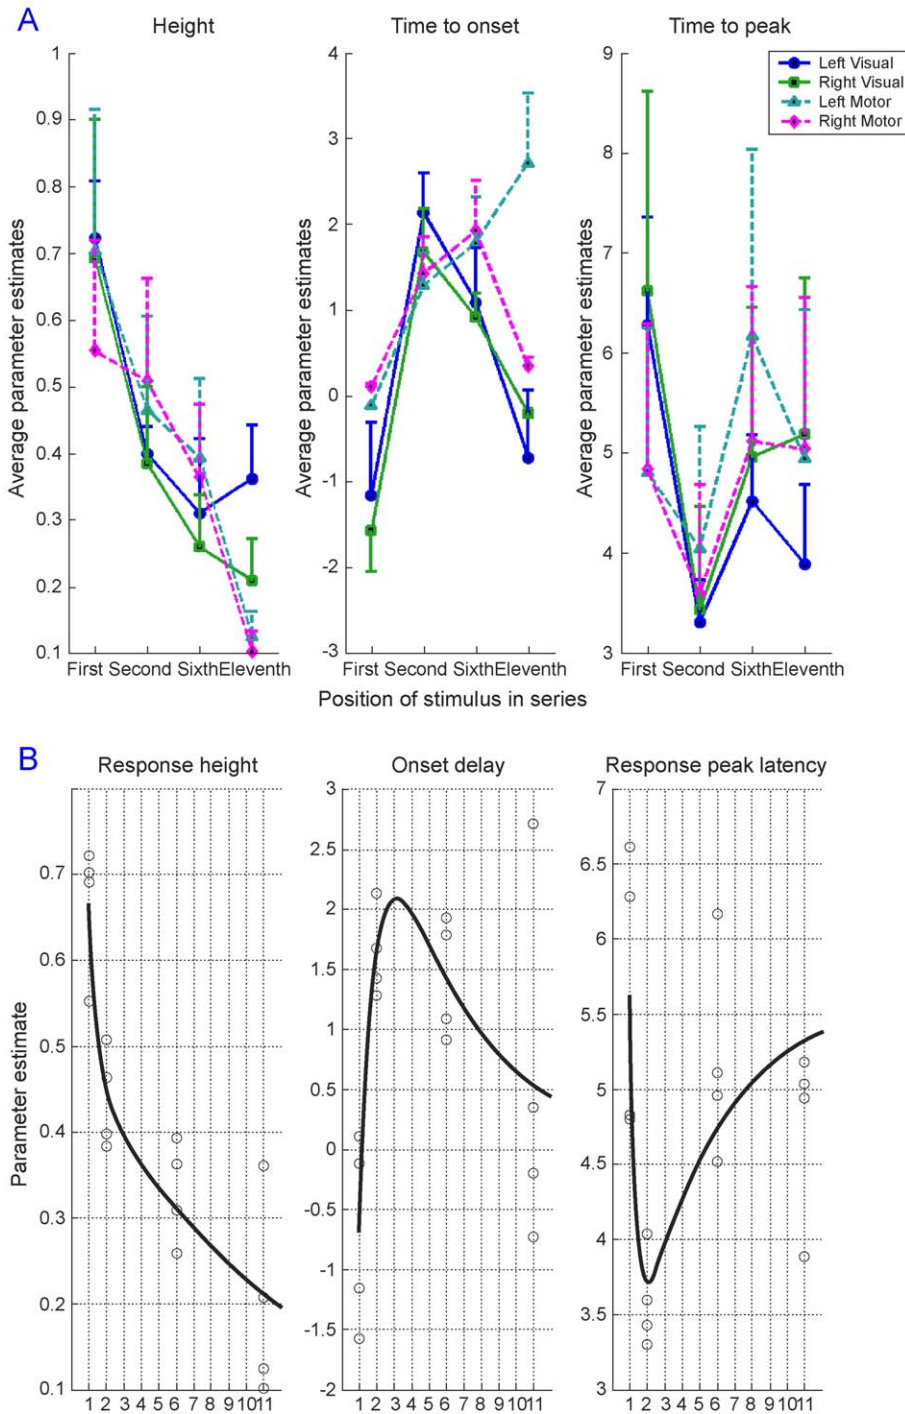 A
Height
Time to onset
Time to peak
Left Visual
Right Visual
Left Motor
Right Motor
Average parameter estimates
1
0.9
0.8
0.7
0.6
0.5
0.4
0.3
0.2
0.1
First Second Sixth Eleventh
Average parameter estimates
4
3
2
1
0
-1
-2
-3
First Second Sixth Eleventh
Average parameter estimates
9
8
7
6
5
4
3
First Second Sixth Eleventh
Position of stimulus in series
B
Response height
Onset delay
Response peak latency
Parameter estimate
0.7
0.6
0.5
0.4
0.3
0.2
0.1
1 2 3 4 5 6 7 8 9 10 11
3
2.5
2
1.5
1
0.5
0
-0.5
-1
-1.5
-2
1 2 3 4 5 6 7 8 9 10 11
7
6.5
6
5.5
5
4.5
4
3.5
3
1 2 3 4 5 6 7 8 9 10 11